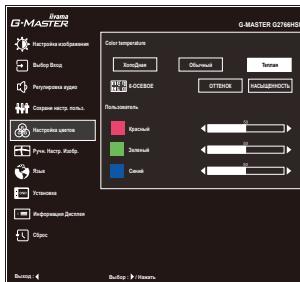 iiyama
G-MASTER
G-MASTER G2766HS
Настройка изображения
Color temperature
Выбор Вход
ХолоДная
Обычный
Теплая
Регулировка аудио
6-ОСЕВОЕ
ОТТЕНОК
НАСЫЩЕННОСТЬ
Сохрани настр. польз.
Пользователь
Настройка цветов
Красный
50
Ручн. Настр. Изобр.
Зеленый
50
Язык
Синий
50
Установка
Информация Дисплея
Сброс
Выход :
Выбор : / Нажать